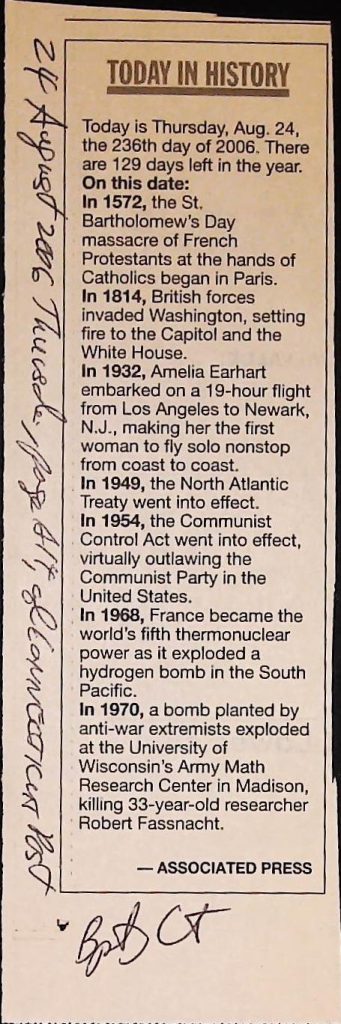 TODAY IN HISTORY
Today is Thursday, Aug. 24,
the 236th day of 2006. There
are 129 days left in the year.
On this date:
In 1572, the St.
Bartholomew's Day
massacre of French
Protestants at the hands of
Catholics began in Paris.
In 1814, British forces
invaded Washington, setting
fire to the Capitol and the
White House.
In 1932, Amelia Earhart
embarked on a 19-hour flight
from Los Angeles to Newark,
N.J., making her the first
woman to fly solo nonstop
from coast to coast.
In 1949, the North Atlantic
Treaty went into effect.
In 1954, the Communist
Control Act went into effect,
virtually outlawing the
Communist Party in the
United States.
In 1968, France became the
world's fifth thermonuclear
power as it exploded a
hydrogen bomb in the South
Pacific.
In 1970, a bomb planted by
anti-war extremists exploded
at the University of
Wisconsin's Army Math
Research Center in Madison,
killing 33-year-old researcher
Robert Fassnacht.
— ASSOCIATED PRESS
24 August 2006 page Connecticut Post
CT